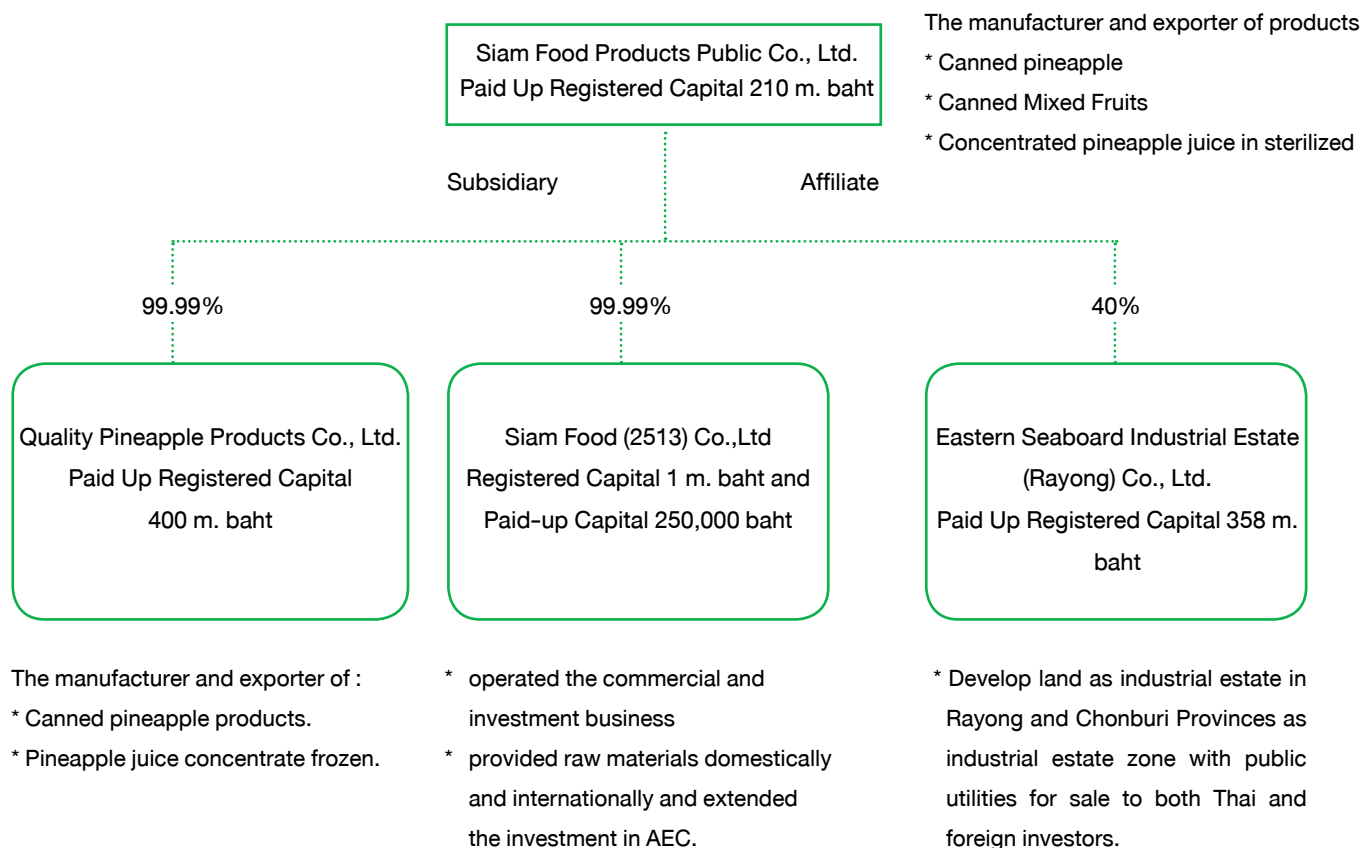 Siam Food Products Public Co., Ltd.
Paid Up Registered Capital 210 m. baht
The manufacturer and exporter of products
* Canned pineapple
* Canned Mixed Fruits
* Concentrated pineapple juice in sterilized
Subsidiary
Affiliate
99.99%
99.99%
40%
Quality Pineapple Products Co., Ltd.
Paid Up Registered Capital
400 m. baht
Siam Food (2513) Co.,Ltd
Registered Capital 1 m. baht and
Paid-up Capital 250,000 baht
Eastern Seaboard Industrial Estate
(Rayong) Co., Ltd.
Paid Up Registered Capital 358 m.
baht
The manufacturer and exporter of :
* Canned pineapple products.
* Pineapple juice concentrate frozen.
* operated the commercial and
investment business
* provided raw materials domestically
and internationally and extended
the investment in AEC.
* Develop land as industrial estate in
Rayong and Chonburi Provinces as
industrial estate zone with public
utilities for sale to both Thai and
foreign investors.